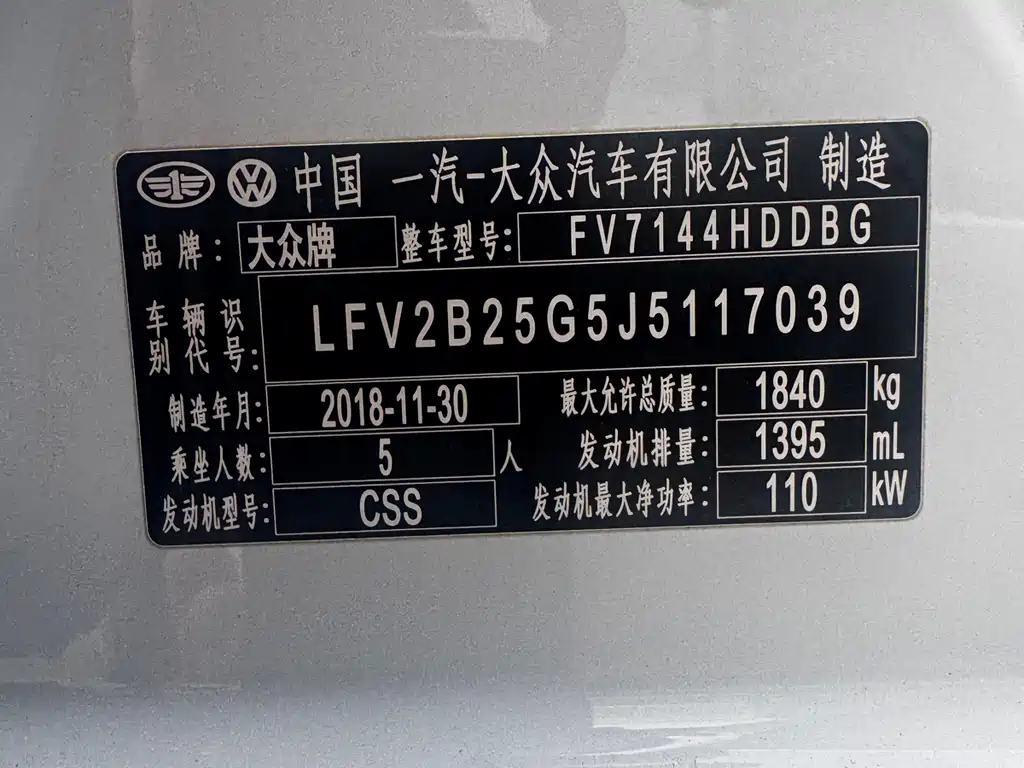 中国 一汽-大众汽车有限公司 制造
品牌: 大众牌 整车型号: FV7144HDDBG
车辆识别代号: LFV2B25G5J5117039
制造年月: 2018-11-30 最大允许总质量: 1840 kg
乘坐人数: 5 人 发动机排量: 1395 mL
发动机型号: CSS 发动机最大净功率: 110 kW